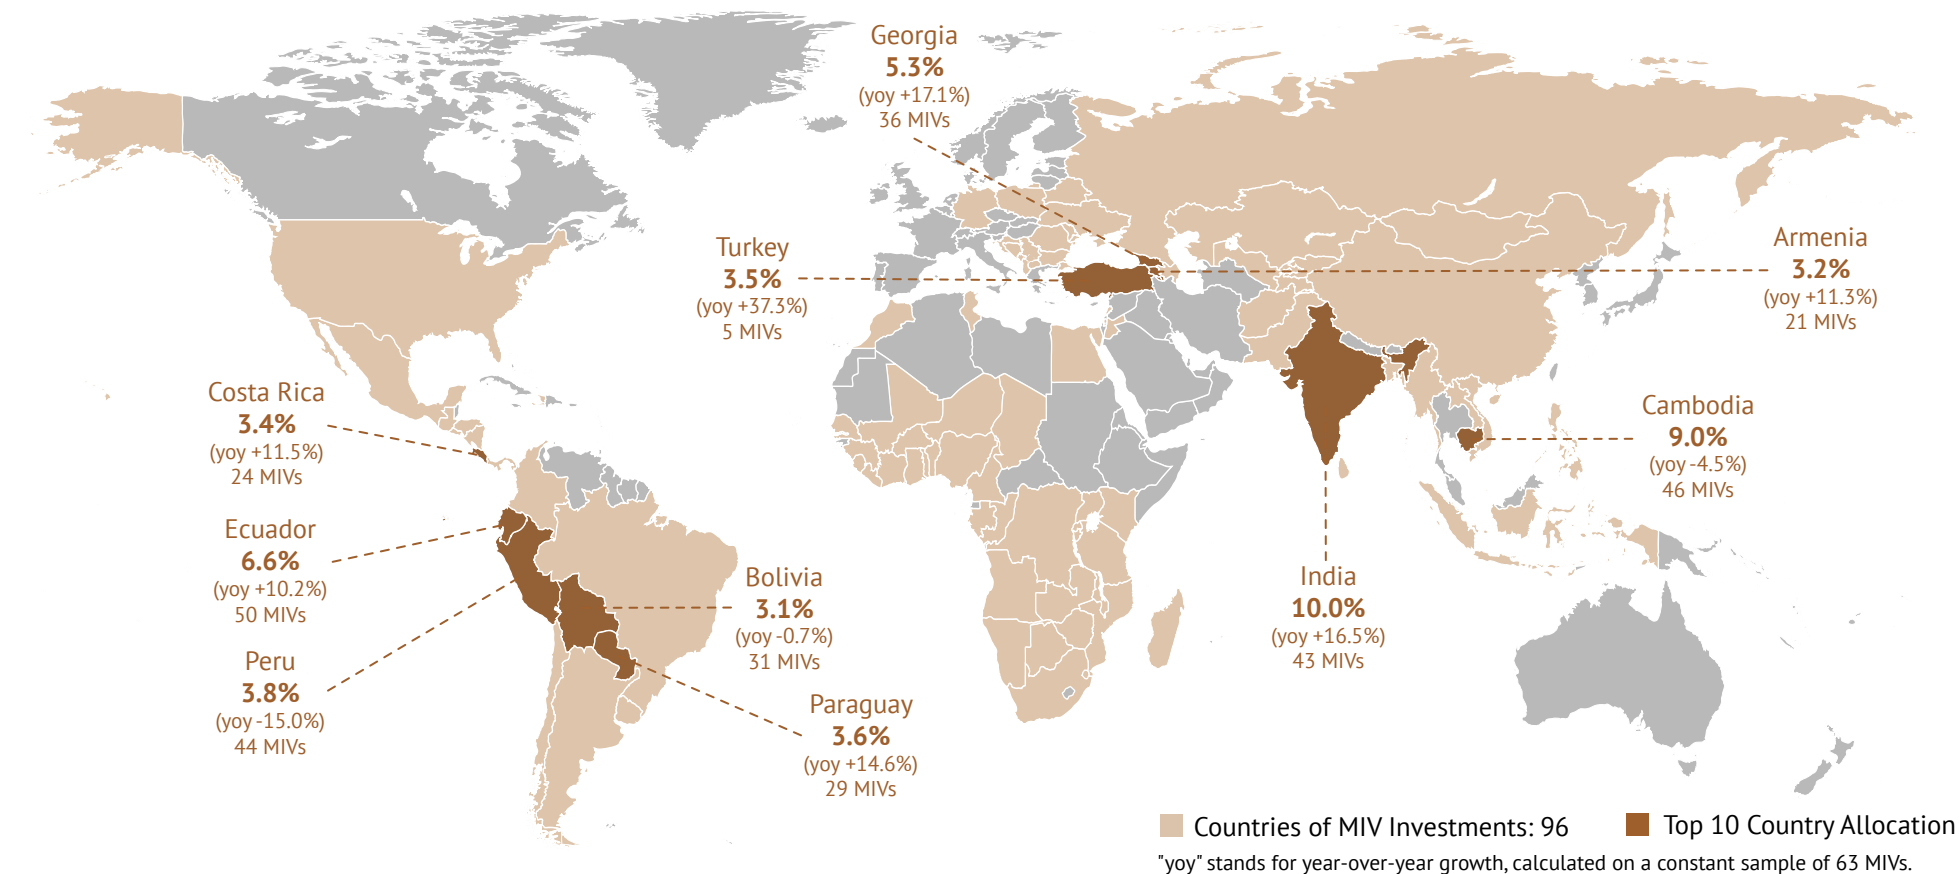 Georgia
5.3%
(yoy +17.1%)
36 MIVs
Turkey
3.5%
(yoy +37.3%)
5 MIVs
Armenia
3.2%
(yoy +11.3%)
21 MIVs
Costa Rica
3.4%
(yoy +11.5%)
24 MIVs
Cambodia
9.0%
(yoy -4.5%)
46 MIVs
Ecuador
6.6%
(yoy +10.2%)
50 MIVs
Bolivia
3.1%
(yoy -0.7%)
31 MIVs
India
10.0%
(yoy +16.5%)
43 MIVs
Peru
3.8%
(yoy -15.0%)
44 MIVs
Paraguay
3.6%
(yoy +14.6%)
29 MIVs
Countries of MIV Investments: 96
Top 10 Country Allocation
"yoy" stands for year-over-year growth, calculated on a constant sample of 63 MIVs.